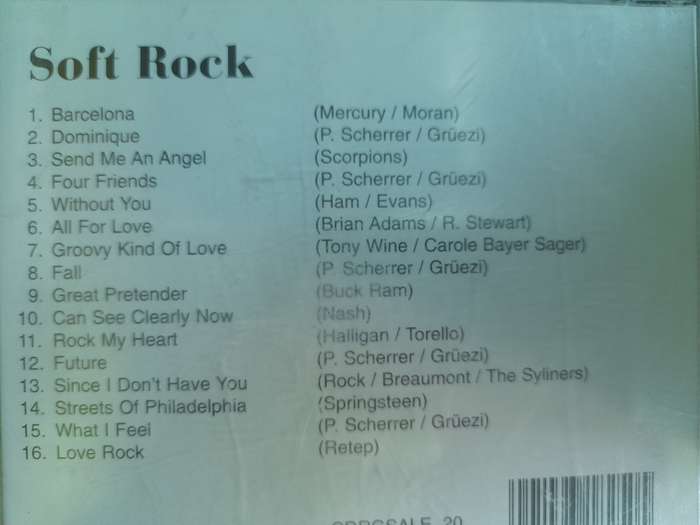 Soft Rock
1. Barcelona (Mercury / Moran)
2. Dominique (P. Scherrer / Grüezi)
3. Send Me An Angel (Scorpions)
4. Four Friends (P. Scherrer / Grüezi)
5. Without You (Ham / Evans)
6. All For Love (Brian Adams / R. Stewart)
7. Groovy Kind Of Love (Tony Wine / Carole Bayer Sager)
8. Fall (P. Scherrer / Grüezi)
9. Great Pretender (Buck Ram)
10. Can See Clearly Now (Nash)
11. Rock My Heart (Halligan / Torello)
12. Future (P. Scherrer / Grüezi)
13. Since I Don't Have You (Rock / Breaumont / The Syliners)
14. Streets Of Philadelphia (Springsteen)
15. What I Feel (P. Scherrer / Grüezi)
16. Love Rock (Retep)
20